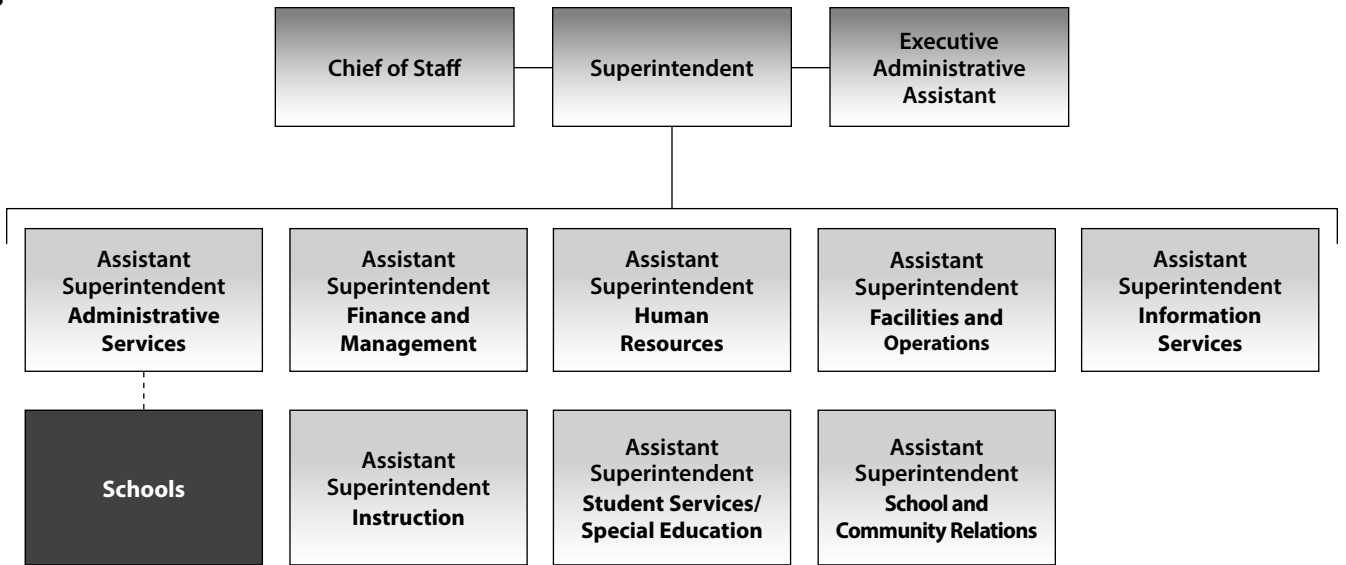 Chief of Staff
Superintendent
Executive
Administrative
Assistant
Assistant
Superintendent
Administrative
Services
Assistant
Superintendent
Finance and
Management
Assistant
Superintendent
Human
Resources
Assistant
Superintendent
Facilities and
Operations
Assistant
Superintendent
Information
Services
Schools
Assistant
Superintendent
Instruction
Assistant
Superintendent
Student Services/
Special Education
Assistant
Superintendent
School and
Community Relations